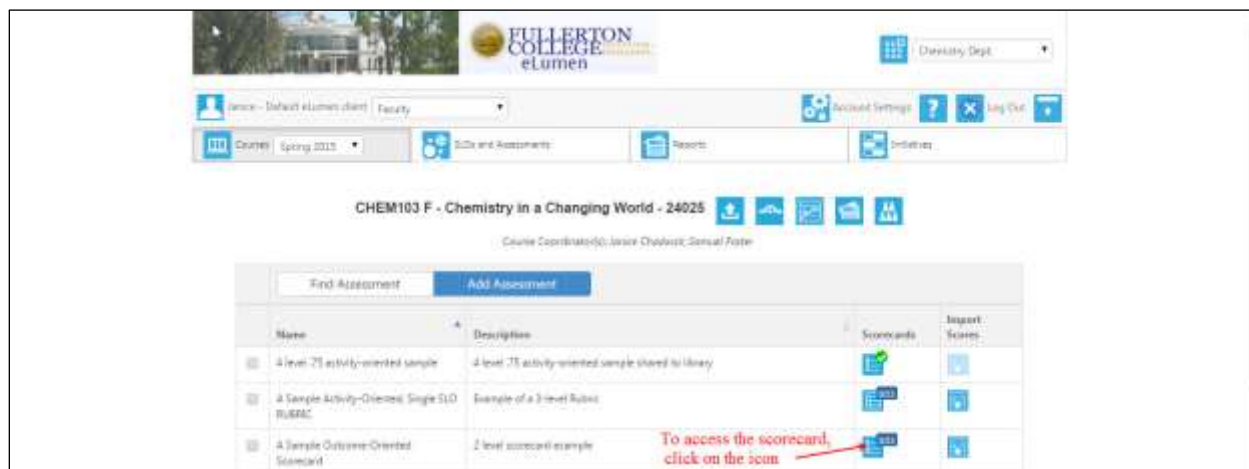 FULLERTON
COLLEGE
eLumen
Chemistry Dept
Janice - Default eLumen client Faculty
Account Settings ? Log Out
Courses Spring 2015 SLOs and Assessments Reports Initiatives
CHEM103 F - Chemistry in a Changing World - 24025
Course Coordinator(s): Janice Chadwick; Samuel Foster
Find Assessment Add Assessment
Name Description Scorecards Import
Scores
4 level 75 activity-oriented sample 4 level 75 activity-oriented sample shared to library
A Sample Activity-Oriented, Single SLO Example of a 3-level Rubric
RUBRIC
A Sample Outcome-Oriented 2 level scorecard example To access the scorecard,
Scorecard click on the icon